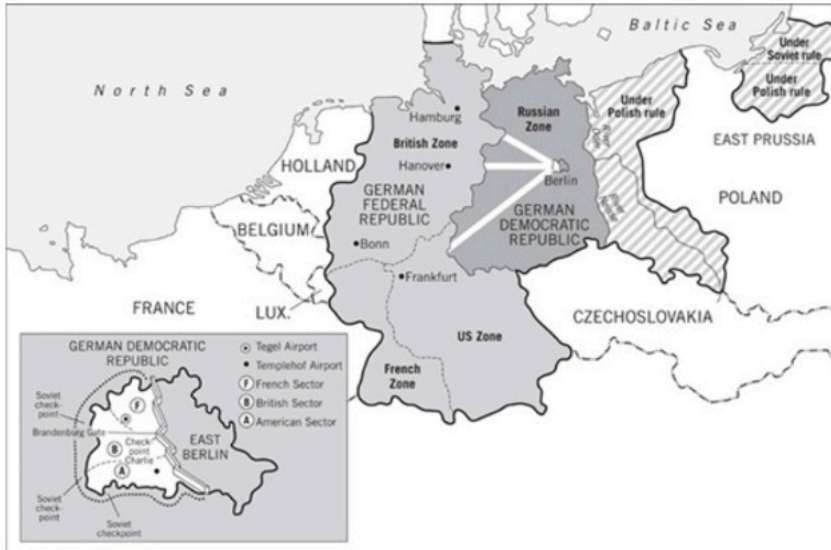 Baltic Sea
North Sea
Under
Soviet rule
Under
Polish rule
Under
Polish rule
EAST PRUSSIA
POLAND
Hamburg
British Zone
Hanover
HOLLAND
GERMAN
FEDERAL
REPUBLIC
Russian
Zone
Berlin
River
River
GERMAN
DEMOCRATIC
REPUBLIC
BELGIUM
Bonn
Frankfurt
FRANCE
LUX.
CZECHOSLOVAKIA
US Zone
French
Zone
GERMAN DEMOCRATIC
REPUBLIC
Tegel Airport
Templehof Airport
F French Sector
B British Sector
A American Sector
Soviet
check-
point
Brandenburg Gate
F
B
A
Check
point
Charlie
EAST
BERLIN
Soviet
check-
point
Soviet
checkpoint